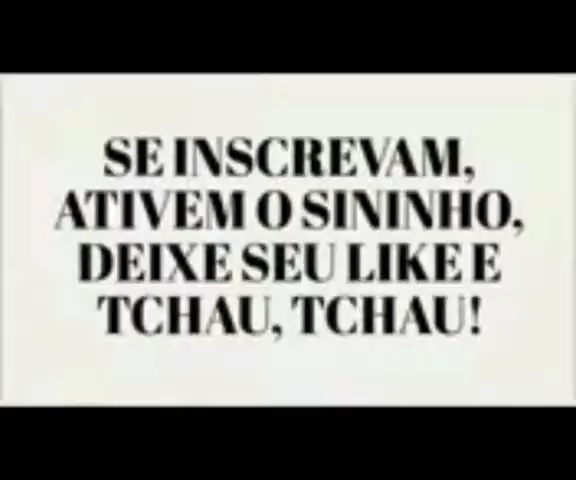 SE INSCREVAM,
ATIVEM O SININHO,
DEIXE SEU LIKE E
TCHAU, TCHAU!